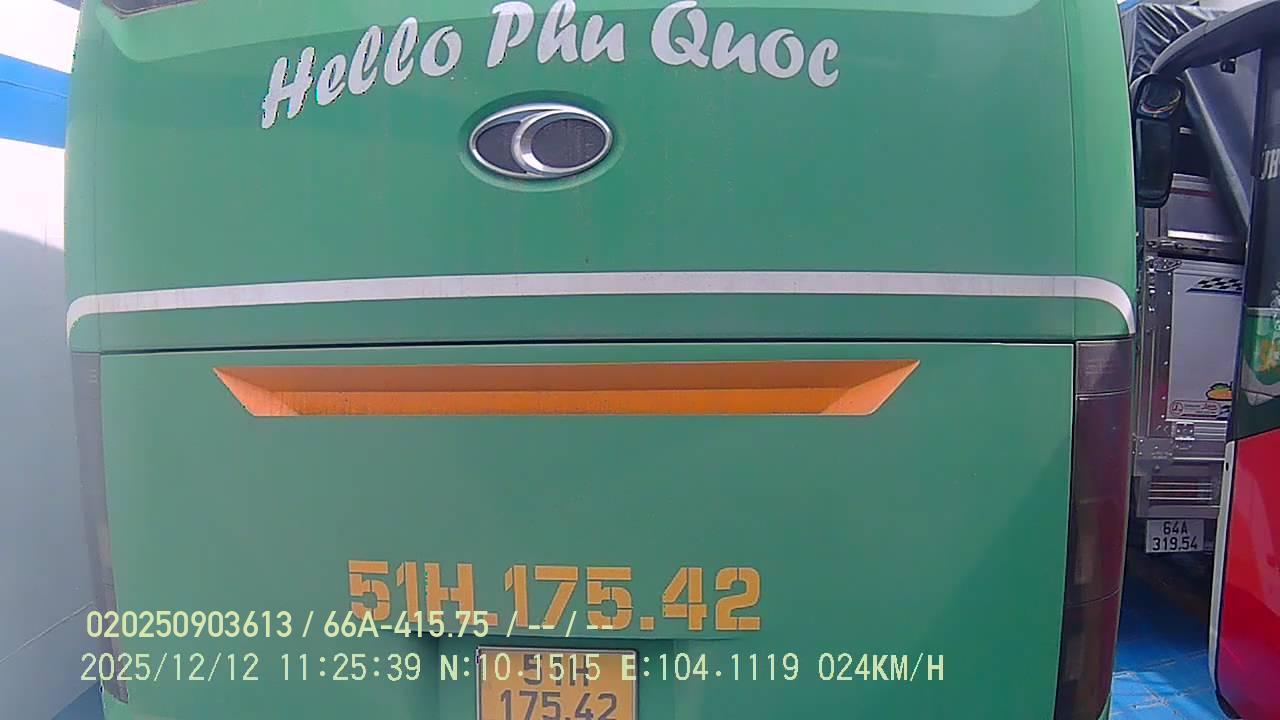 Hello Phu Quoc
51H.175.42
020250903613 / 66A-415.75 / -- / --
2025/12/12 11:25:39 N:10.1515 E:104.1119 024KM/H
51H
175.42
64A
319.54